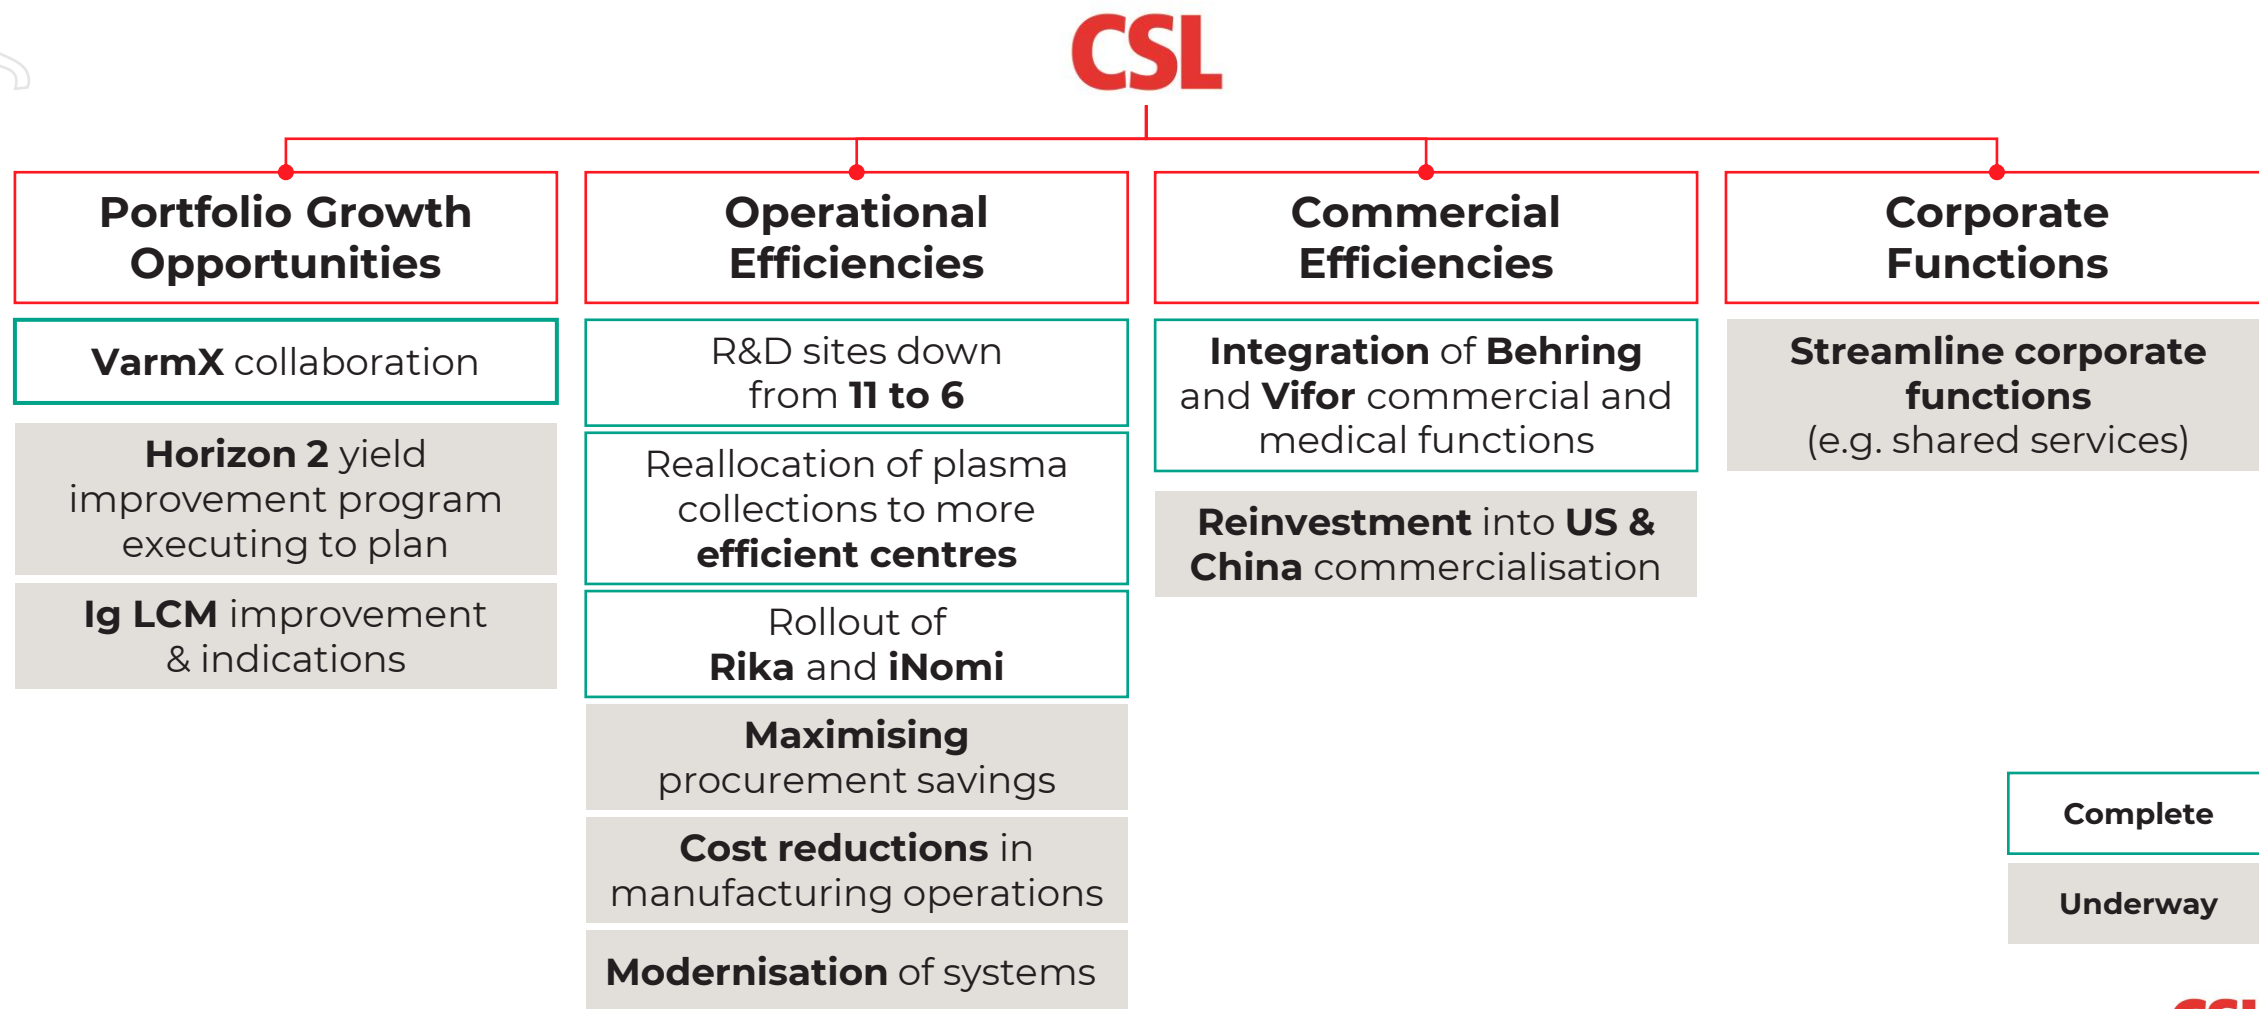 CSL
Portfolio Growth
Opportunities
VarmX collaboration
Horizon 2 yield
improvement program
executing to plan
Ig LCM improvement
& indications
Operational
Efficiencies
R&D sites down
from 11 to 6
Reallocation of plasma
collections to more
efficient centres
Rollout of
Rika and iNomi
Maximising
procurement savings
Cost reductions in
manufacturing operations
Modernisation of systems
Commercial
Efficiencies
Integration of Behring
and Vifor commercial and
medical functions
Reinvestment into US &
China commercialisation
Corporate
Functions
Streamline corporate
functions
(e.g. shared services)
Complete
Underway